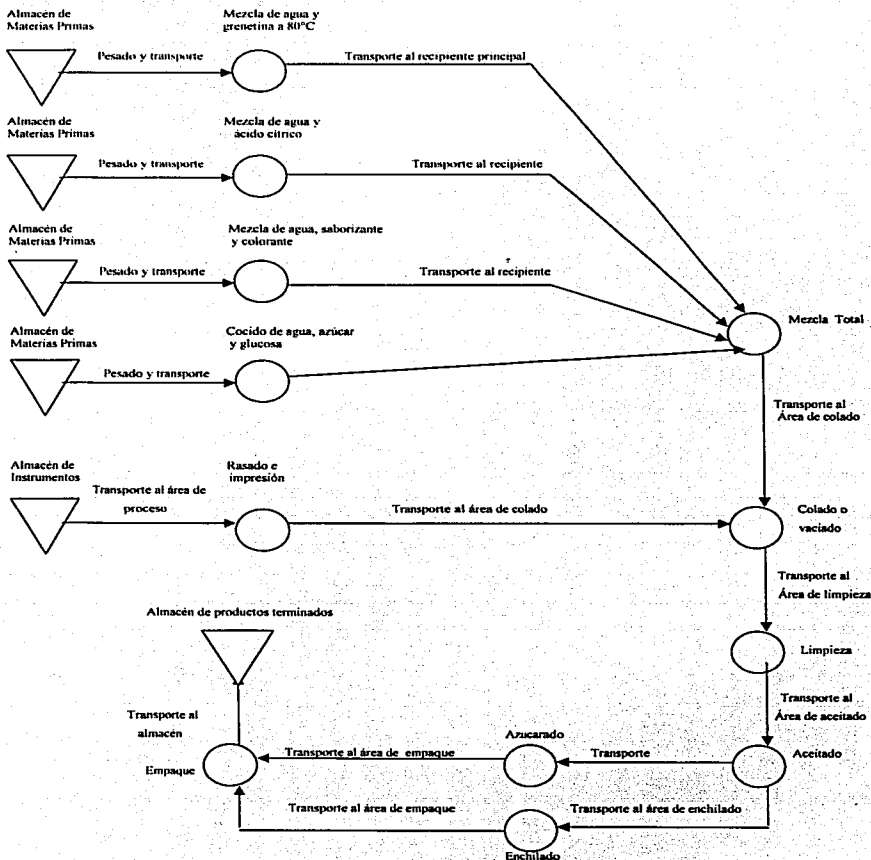 Almacén de
Materias Primas
Mezcla de agua y
grenetina a 80°C
Pesado y transporte
Transporte al recipiente principal
Almacén de
Materias Primas
Mezcla de agua y
ácido cítrico
Pesado y transporte
Transporte al recipiente
Almacén de
Materias Primas
Mezcla de agua, saborizante
y colorante
Pesado y transporte
Transporte al recipiente
Mezcla Total
Almacén de
Materias Primas
Cocido de agua, azúcar
y glucosa
Pesado y transporte
Transporte al
Área de colado
Almacén de
Instrumentos
Rasado e
impresión
Transporte al área de
proceso
Transporte al área de colado
Colado o
vaciado
Transporte al
Área de limpieza
Almacén de productos terminados
Limpieza
Transporte al
Área de aceitado
Transporte al
almacén
Empaque
Transporte al área de empaque
Azucarado
Transporte
Aceitado
Transporte al área de empaque
Transporte al área de enchilado
Enchilado